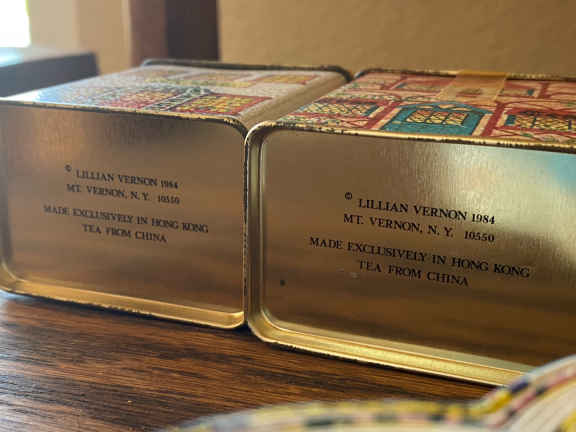 © LILLIAN VERNON 1984
MT. VERNON, N. Y. 10550
MADE EXCLUSIVELY IN HONG KONG
TEA FROM CHINA
© LILLIAN VERNON 1984
MT. VERNON, N. Y. 10550
MADE EXCLUSIVELY IN HONG KONG
TEA FROM CHINA